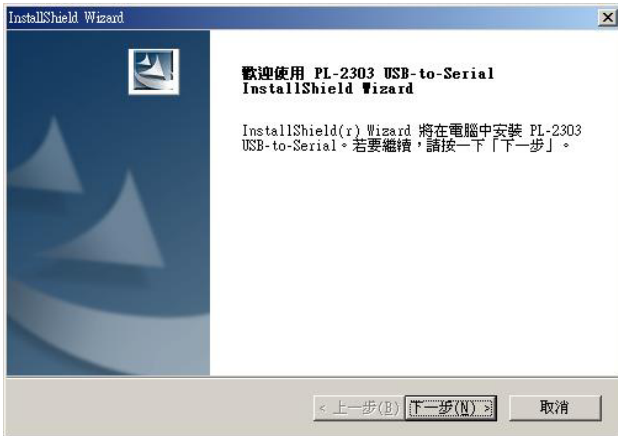 InstallShield Wizard
歡迎使用 PL-2303 USB-to-Serial
InstallShield Wizard
InstallShield(r) Wizard 將在電腦中安裝 PL-2303
USB-to-Serial。若要繼續，請按一下「下一步」。
< 上一步(B) 下一步(N) > 取消